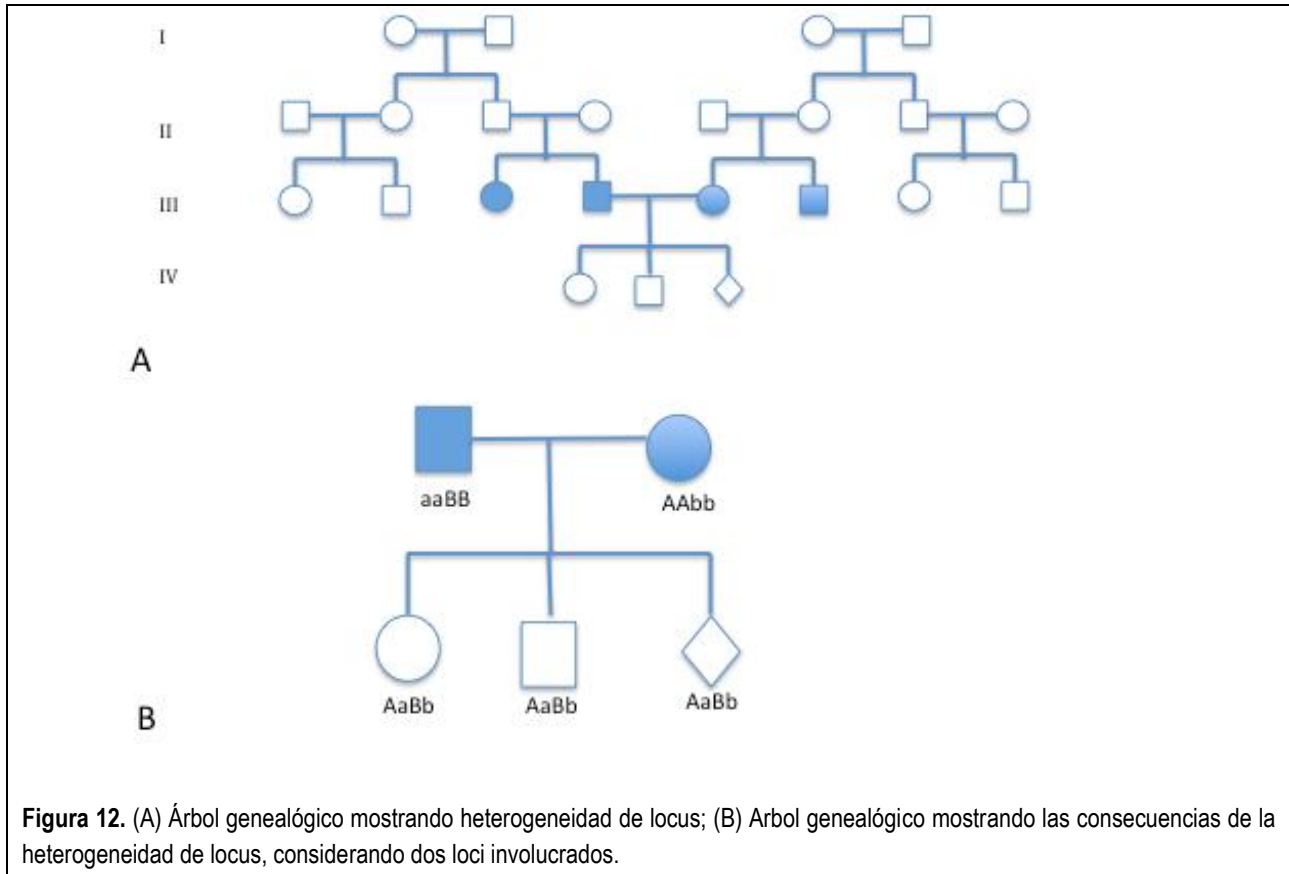 I
II
III
IV
A
aaBB AAbb
AaBb AaBb AaBb
B
Figura 12. (A) Árbol genealógico mostrando heterogeneidad de locus; (B) Arbol genealógico mostrando las consecuencias de la
heterogeneidad de locus, considerando dos loci involucrados.